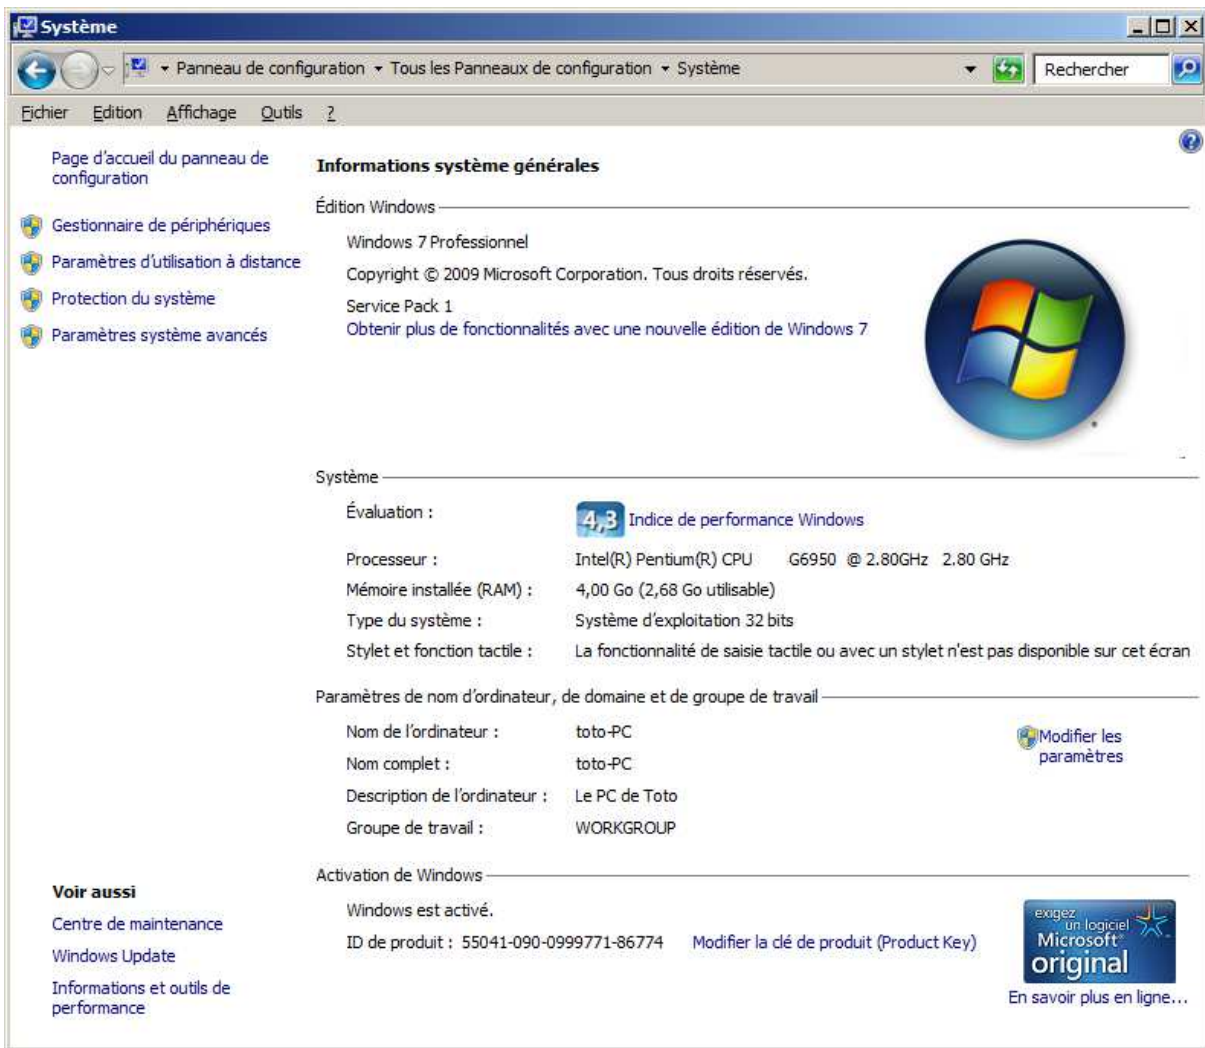 Système
Panneau de configuration Tous les Panneaux de configuration Système
Rechercher
Fichier Edition Affichage Outils ?
Page d'accueil du panneau de
configuration
Gestionnaire de périphériques
Paramètres d'utilisation à distance
Protection du système
Paramètres système avancés
Informations système générales
Édition Windows
Windows 7 Professionnel
Copyright © 2009 Microsoft Corporation. Tous droits réservés.
Service Pack 1
Obtenir plus de fonctionnalités avec une nouvelle édition de Windows 7
Système
Évaluation : 4,3 Indice de performance Windows
Processeur : Intel(R) Pentium(R) CPU G6950 @ 2.80GHz 2.80 GHz
Mémoire installée (RAM) : 4,00 Go (2,68 Go utilisable)
Type du système : Système d'exploitation 32 bits
Stylet et fonction tactile : La fonctionnalité de saisie tactile ou avec un stylet n'est pas disponible sur cet écran
Paramètres de nom d'ordinateur, de domaine et de groupe de travail
Nom de l'ordinateur : toto-PC
Modifier les
paramètres
Nom complet : toto-PC
Description de l'ordinateur : Le PC de Toto
Groupe de travail : WORKGROUP
Activation de Windows
Windows est activé.
ID de produit : 55041-090-0999771-86774 Modifier la clé de produit (Product Key)
exigez
un logiciel
Microsoft
original
En savoir plus en ligne...
Voir aussi
Centre de maintenance
Windows Update
Informations et outils de
performance